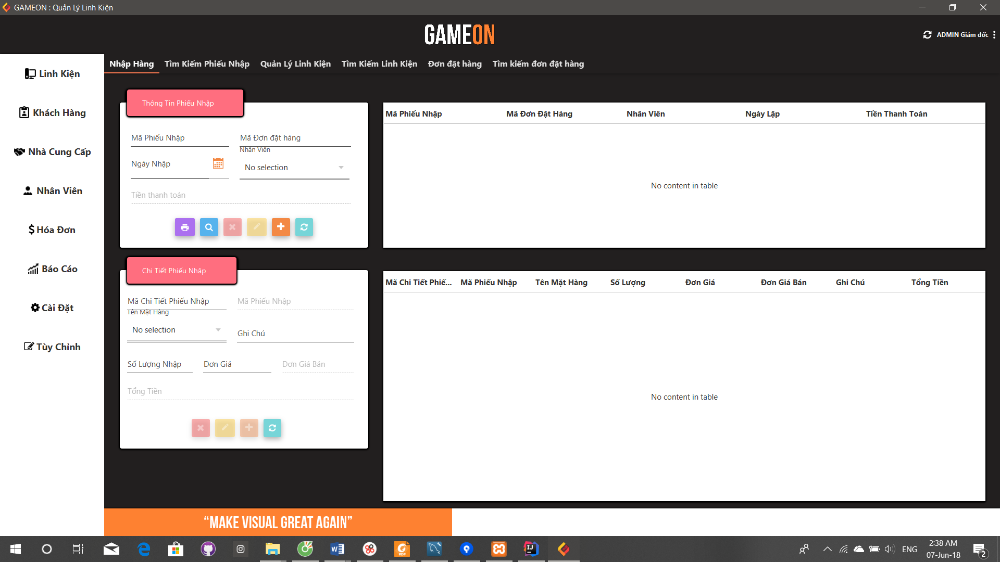 GAMEON : Quản Lý Linh Kiện
GAMEON
ADMIN Giám đốc
Linh Kiện
Khách Hàng
Nhà Cung Cấp
Nhân Viên
Hóa Đơn
Báo Cáo
Cài Đặt
Tùy Chỉnh
Nhập Hàng Tìm Kiếm Phiếu Nhập Quản Lý Linh Kiện Tìm Kiếm Linh Kiện Đơn đặt hàng Tìm kiếm đơn đặt hàng
Thông Tin Phiếu Nhập
Mã Phiếu Nhập Mã Đơn đặt hàng
Nhân Viên
Ngày Nhập No selection
Tiền thanh toán
Mã Phiếu Nhập Mã Đơn Đặt Hàng Nhân Viên Ngày Lập Tiền Thanh Toán
No content in table
Chi Tiết Phiếu Nhập
Mã Chi Tiết Phiếu Nhập Mã Phiếu Nhập
Tên Mặt Hàng
No selection Ghi Chú
Số Lượng Nhập Đơn Giá Đơn Giá Bán
Tổng Tiền
Mã Chi Tiết Phiế... Mã Phiếu Nhập Tên Mặt Hàng Số Lượng Đơn Giá Đơn Giá Bán Ghi Chú Tổng Tiền
No content in table
“MAKE VISUAL GREAT AGAIN”
ENG
2:38 AM
07-Jun-18
2